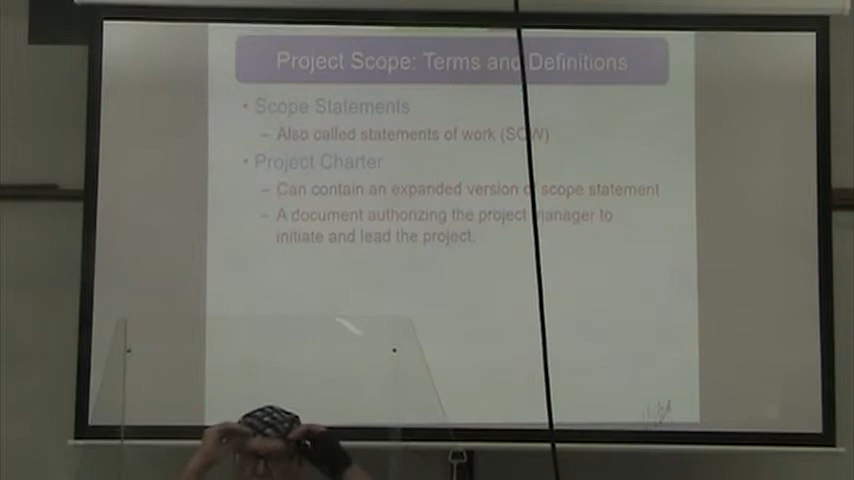 Project Scope: Terms and Definitions
• Scope Statements
– Also called statements of work (SOW)
• Project Charter
– Can contain an expanded version of scope statement
– A document authorizing the project manager to
initiate and lead the project.